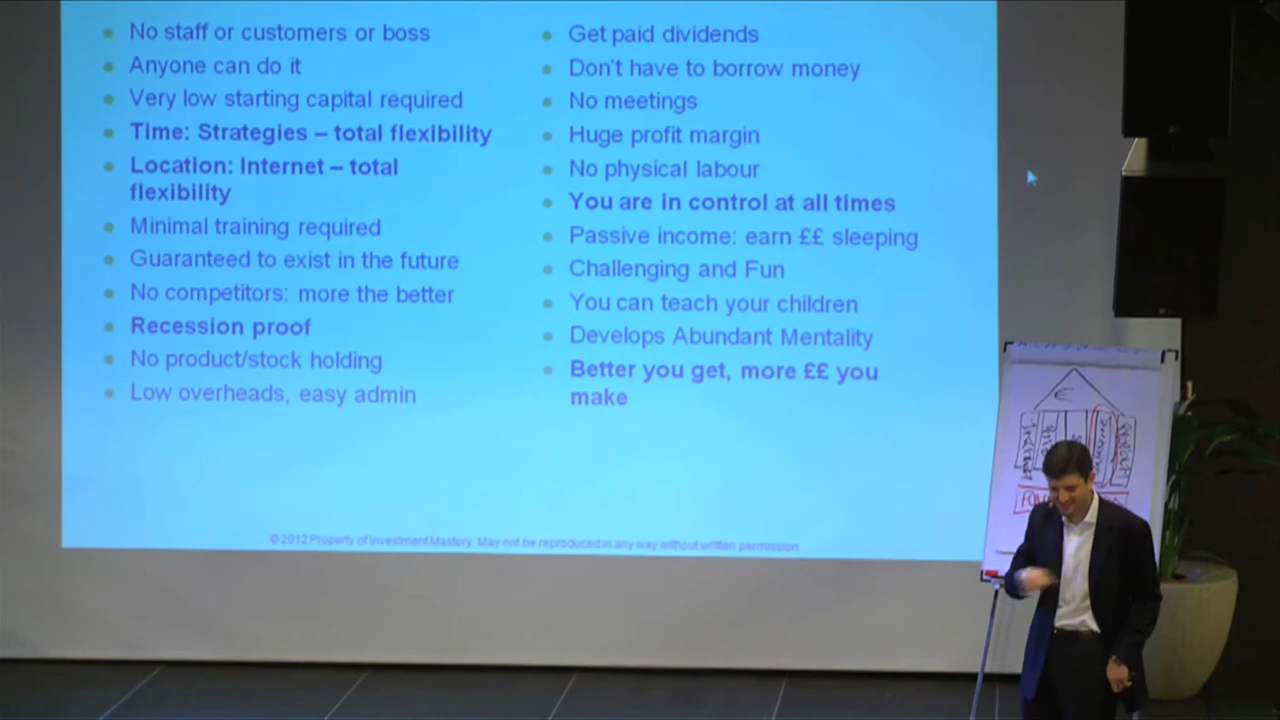 No staff or customers or boss
Anyone can do it
Very low starting capital required
Time: Strategies – total flexibility
Location: Internet – total
flexibility
Minimal training required
Guaranteed to exist in the future
No competitors: more the better
Recession proof
No product/stock holding
Low overheads, easy admin
Get paid dividends
Don't have to borrow money
No meetings
Huge profit margin
No physical labour
You are in control at all times
Passive income: earn ££ sleeping
Challenging and Fun
You can teach your children
Develops Abundant Mentality
Better you get, more ££ you
make
© 2012 Property of Investment Mastery. May not be reproduced in any way without written permission